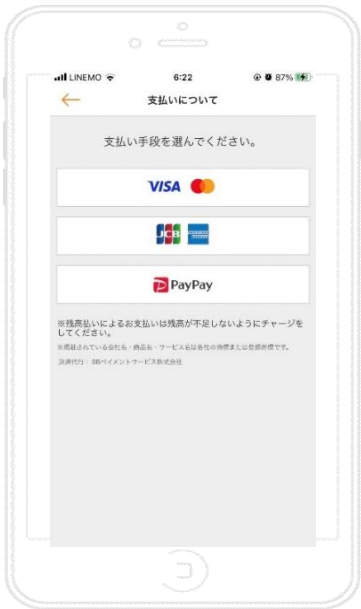 LINEMO 6:22 87%
支払いについて
支払い手段を選んでください。
VISA
JCB
PayPay
※残高払いによるお支払いは残高が不足しないようにチャージを
してください。
※掲載されている会社名・商品名・サービス名は各社の商標または登録商標です。
決済代行： SBペイメントサービス株式会社